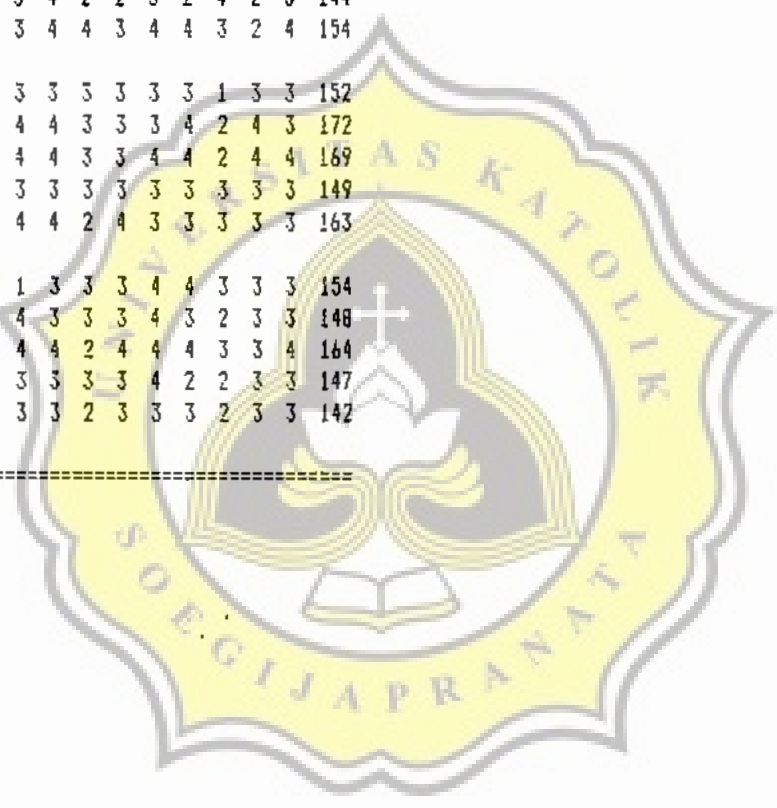 3 4 4 3 4 4 3 2 4 154
3 3 3 3 3 3 1 3 3 152
4 4 3 3 3 4 2 4 3 172
4 4 3 3 4 4 2 4 4 169
3 3 3 3 3 3 3 3 3 149
4 4 2 4 3 3 3 3 3 163
1 3 3 3 4 4 3 3 3 154
4 3 3 3 4 3 2 3 3 148
4 4 2 4 4 4 3 3 4 164
3 3 3 3 4 2 2 3 3 147
3 3 2 3 3 3 2 3 3 142
UNIVERSITAS KATOLIK
SOEGIJAPRANATA